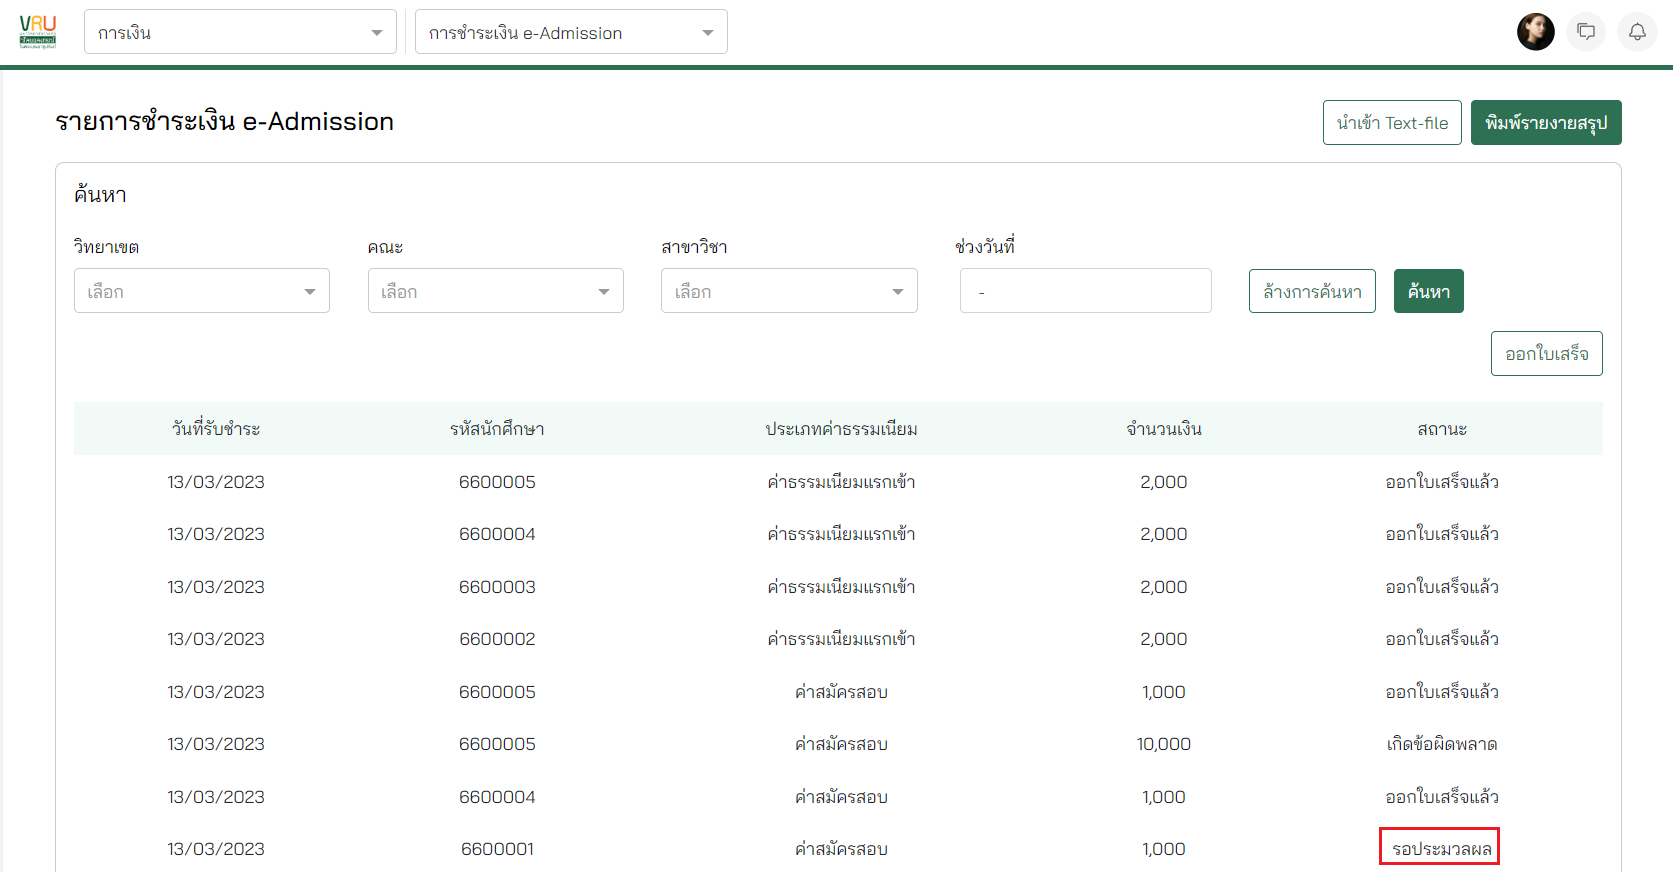 VRU
การเงิน
การชำระเงิน e-Admission
รายการชำระเงิน e-Admission
นำเข้า Text-file
พิมพ์รายงายสรุป
ค้นหา
วิทยาเขต คณะ สาขาวิชา ช่วงวันที่
เลือก เลือก เลือก - ล้างการค้นหา ค้นหา
ออกใบเสร็จ
วันที่รับชำระ รหัสนักศึกษา ประเภทค่าธรรมเนียม จำนวนเงิน สถานะ
13/03/2023 6600005 ค่าธรรมเนียมแรกเข้า 2,000 ออกใบเสร็จแล้ว
13/03/2023 6600004 ค่าธรรมเนียมแรกเข้า 2,000 ออกใบเสร็จแล้ว
13/03/2023 6600003 ค่าธรรมเนียมแรกเข้า 2,000 ออกใบเสร็จแล้ว
13/03/2023 6600002 ค่าธรรมเนียมแรกเข้า 2,000 ออกใบเสร็จแล้ว
13/03/2023 6600005 ค่าสมัครสอบ 1,000 ออกใบเสร็จแล้ว
13/03/2023 6600005 ค่าสมัครสอบ 10,000 เกิดข้อผิดพลาด
13/03/2023 6600004 ค่าสมัครสอบ 1,000 ออกใบเสร็จแล้ว
13/03/2023 6600001 ค่าสมัครสอบ 1,000 รอประมวลผล